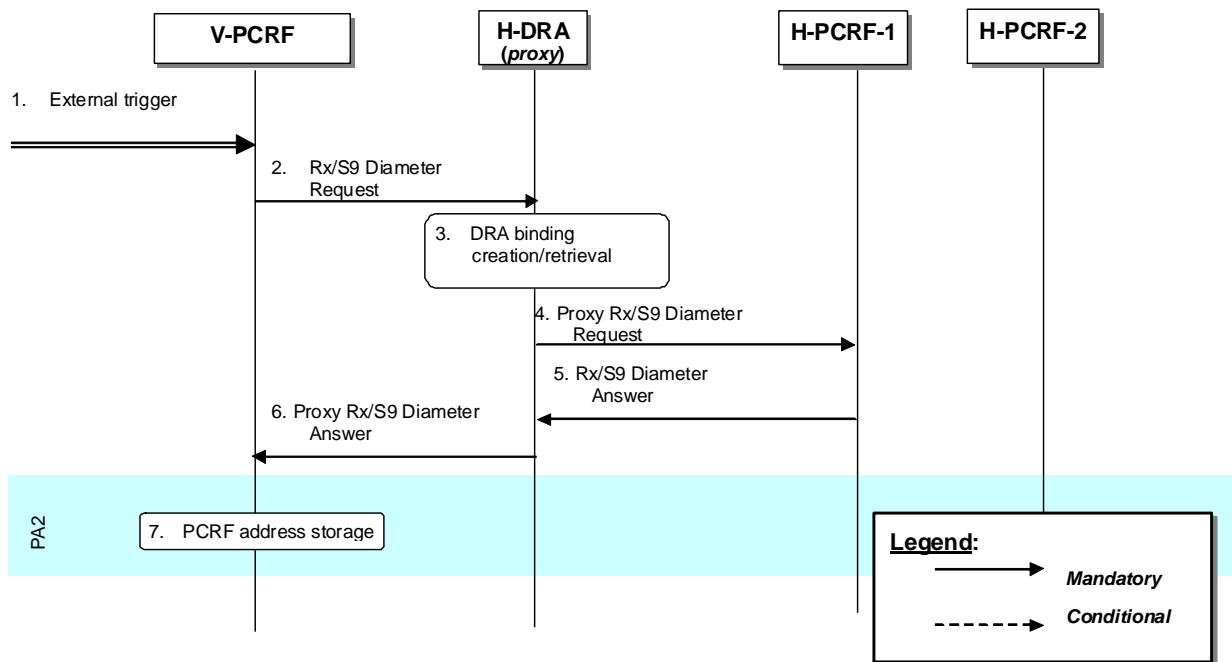 V-PCRF
H-DRA
(proxy)
H-PCRF-1
H-PCRF-2
1. External trigger
2. Rx/S9 Diameter
Request
3. DRA binding
creation/retrieval
4. Proxy Rx/S9 Diameter
Request
5. Rx/S9 Diameter
Answer
6. Proxy Rx/S9 Diameter
Answer
PA2
7. PCRF address storage
Legend:
Mandatory
Conditional